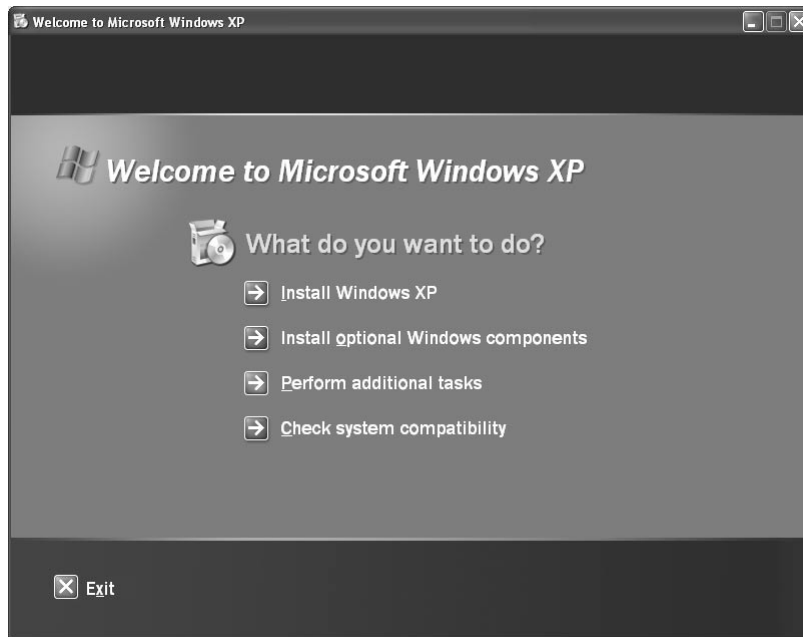 Welcome to Microsoft Windows XP
Welcome to Microsoft Windows XP
What do you want to do?
Install Windows XP
Install optional Windows components
Perform additional tasks
Check system compatibility
Exit